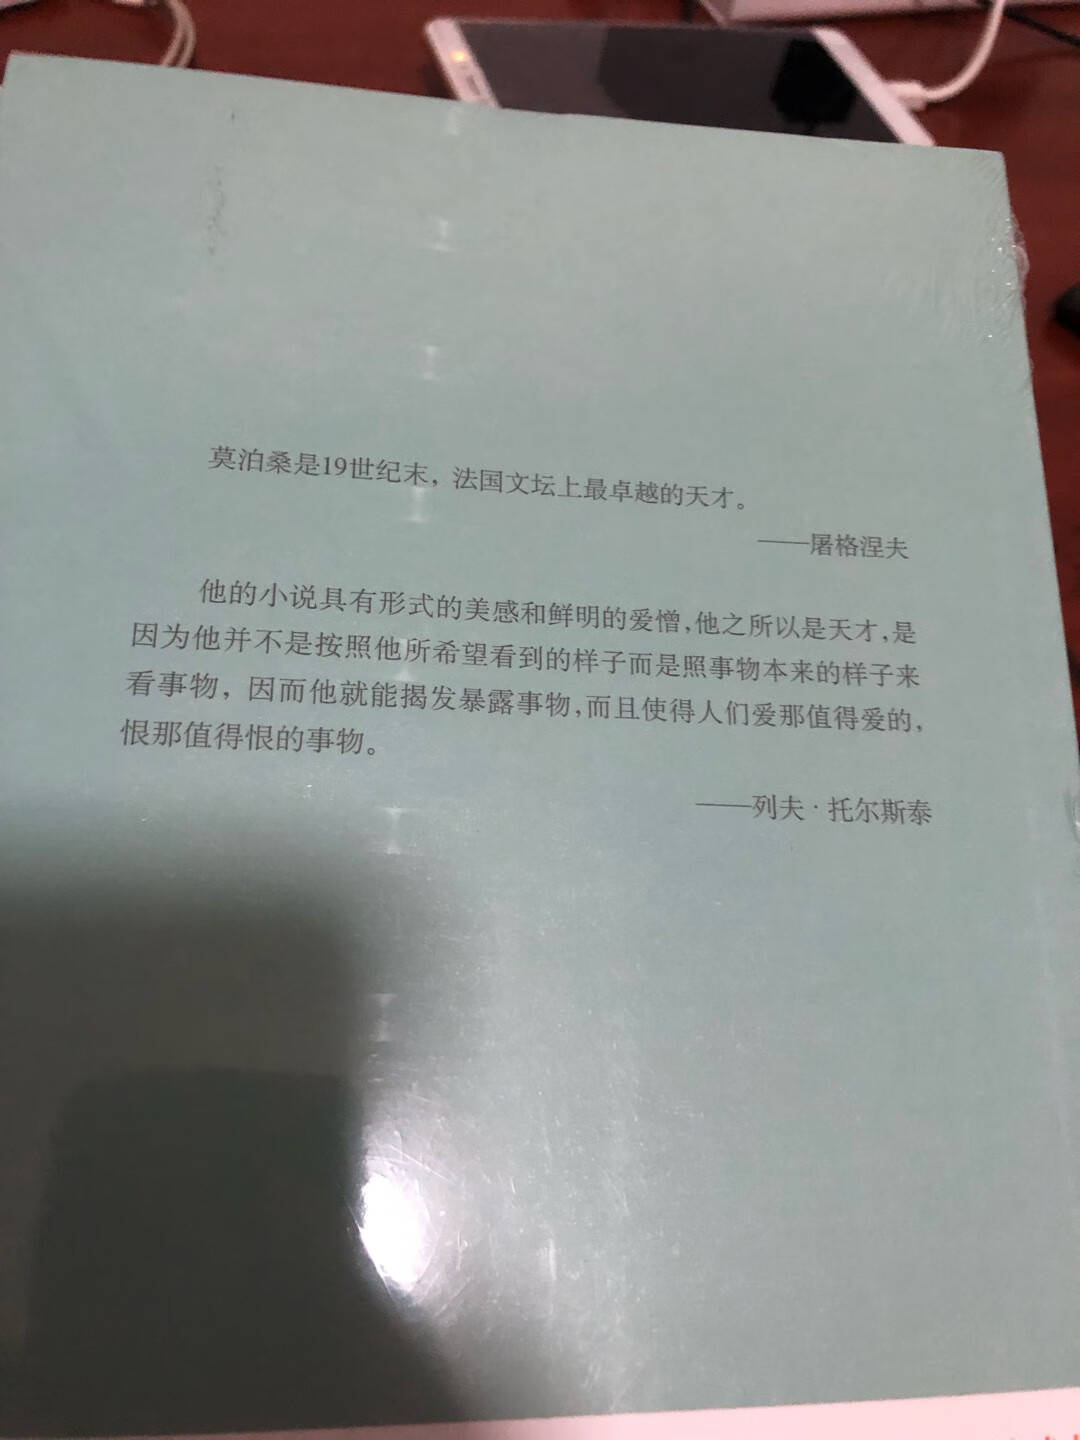 莫泊桑是19世纪末，法国文坛上最卓越的天才。
——屠格涅夫
他的小说具有形式的美感和鲜明的爱憎,他之所以是天才,是
因为他并不是按照他所希望看到的样子而是照事物本来的样子来
看事物，因而他就能揭发暴露事物,而且使得人们爱那值得爱的,
恨那值得恨的事物。
——列夫·托尔斯泰